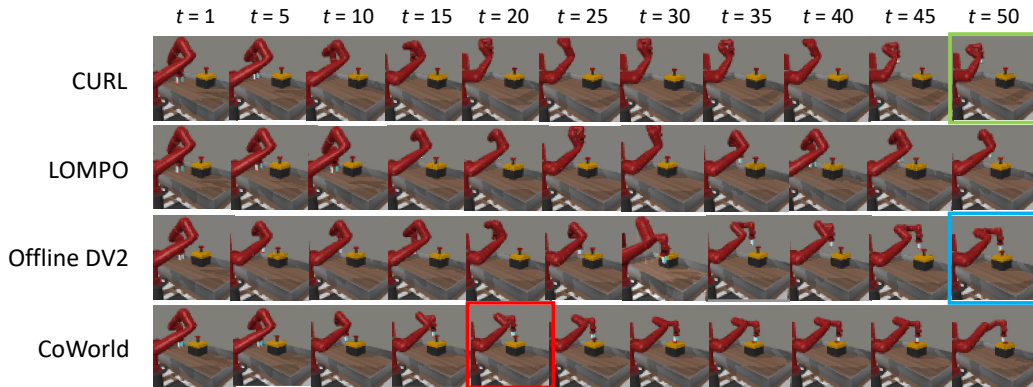 t = 1 t = 5 t = 10 t = 15 t = 20 t = 25 t = 30 t = 35 t = 40 t = 45 t = 50
CURL
LOMPO
Offline DV2
CoWorld